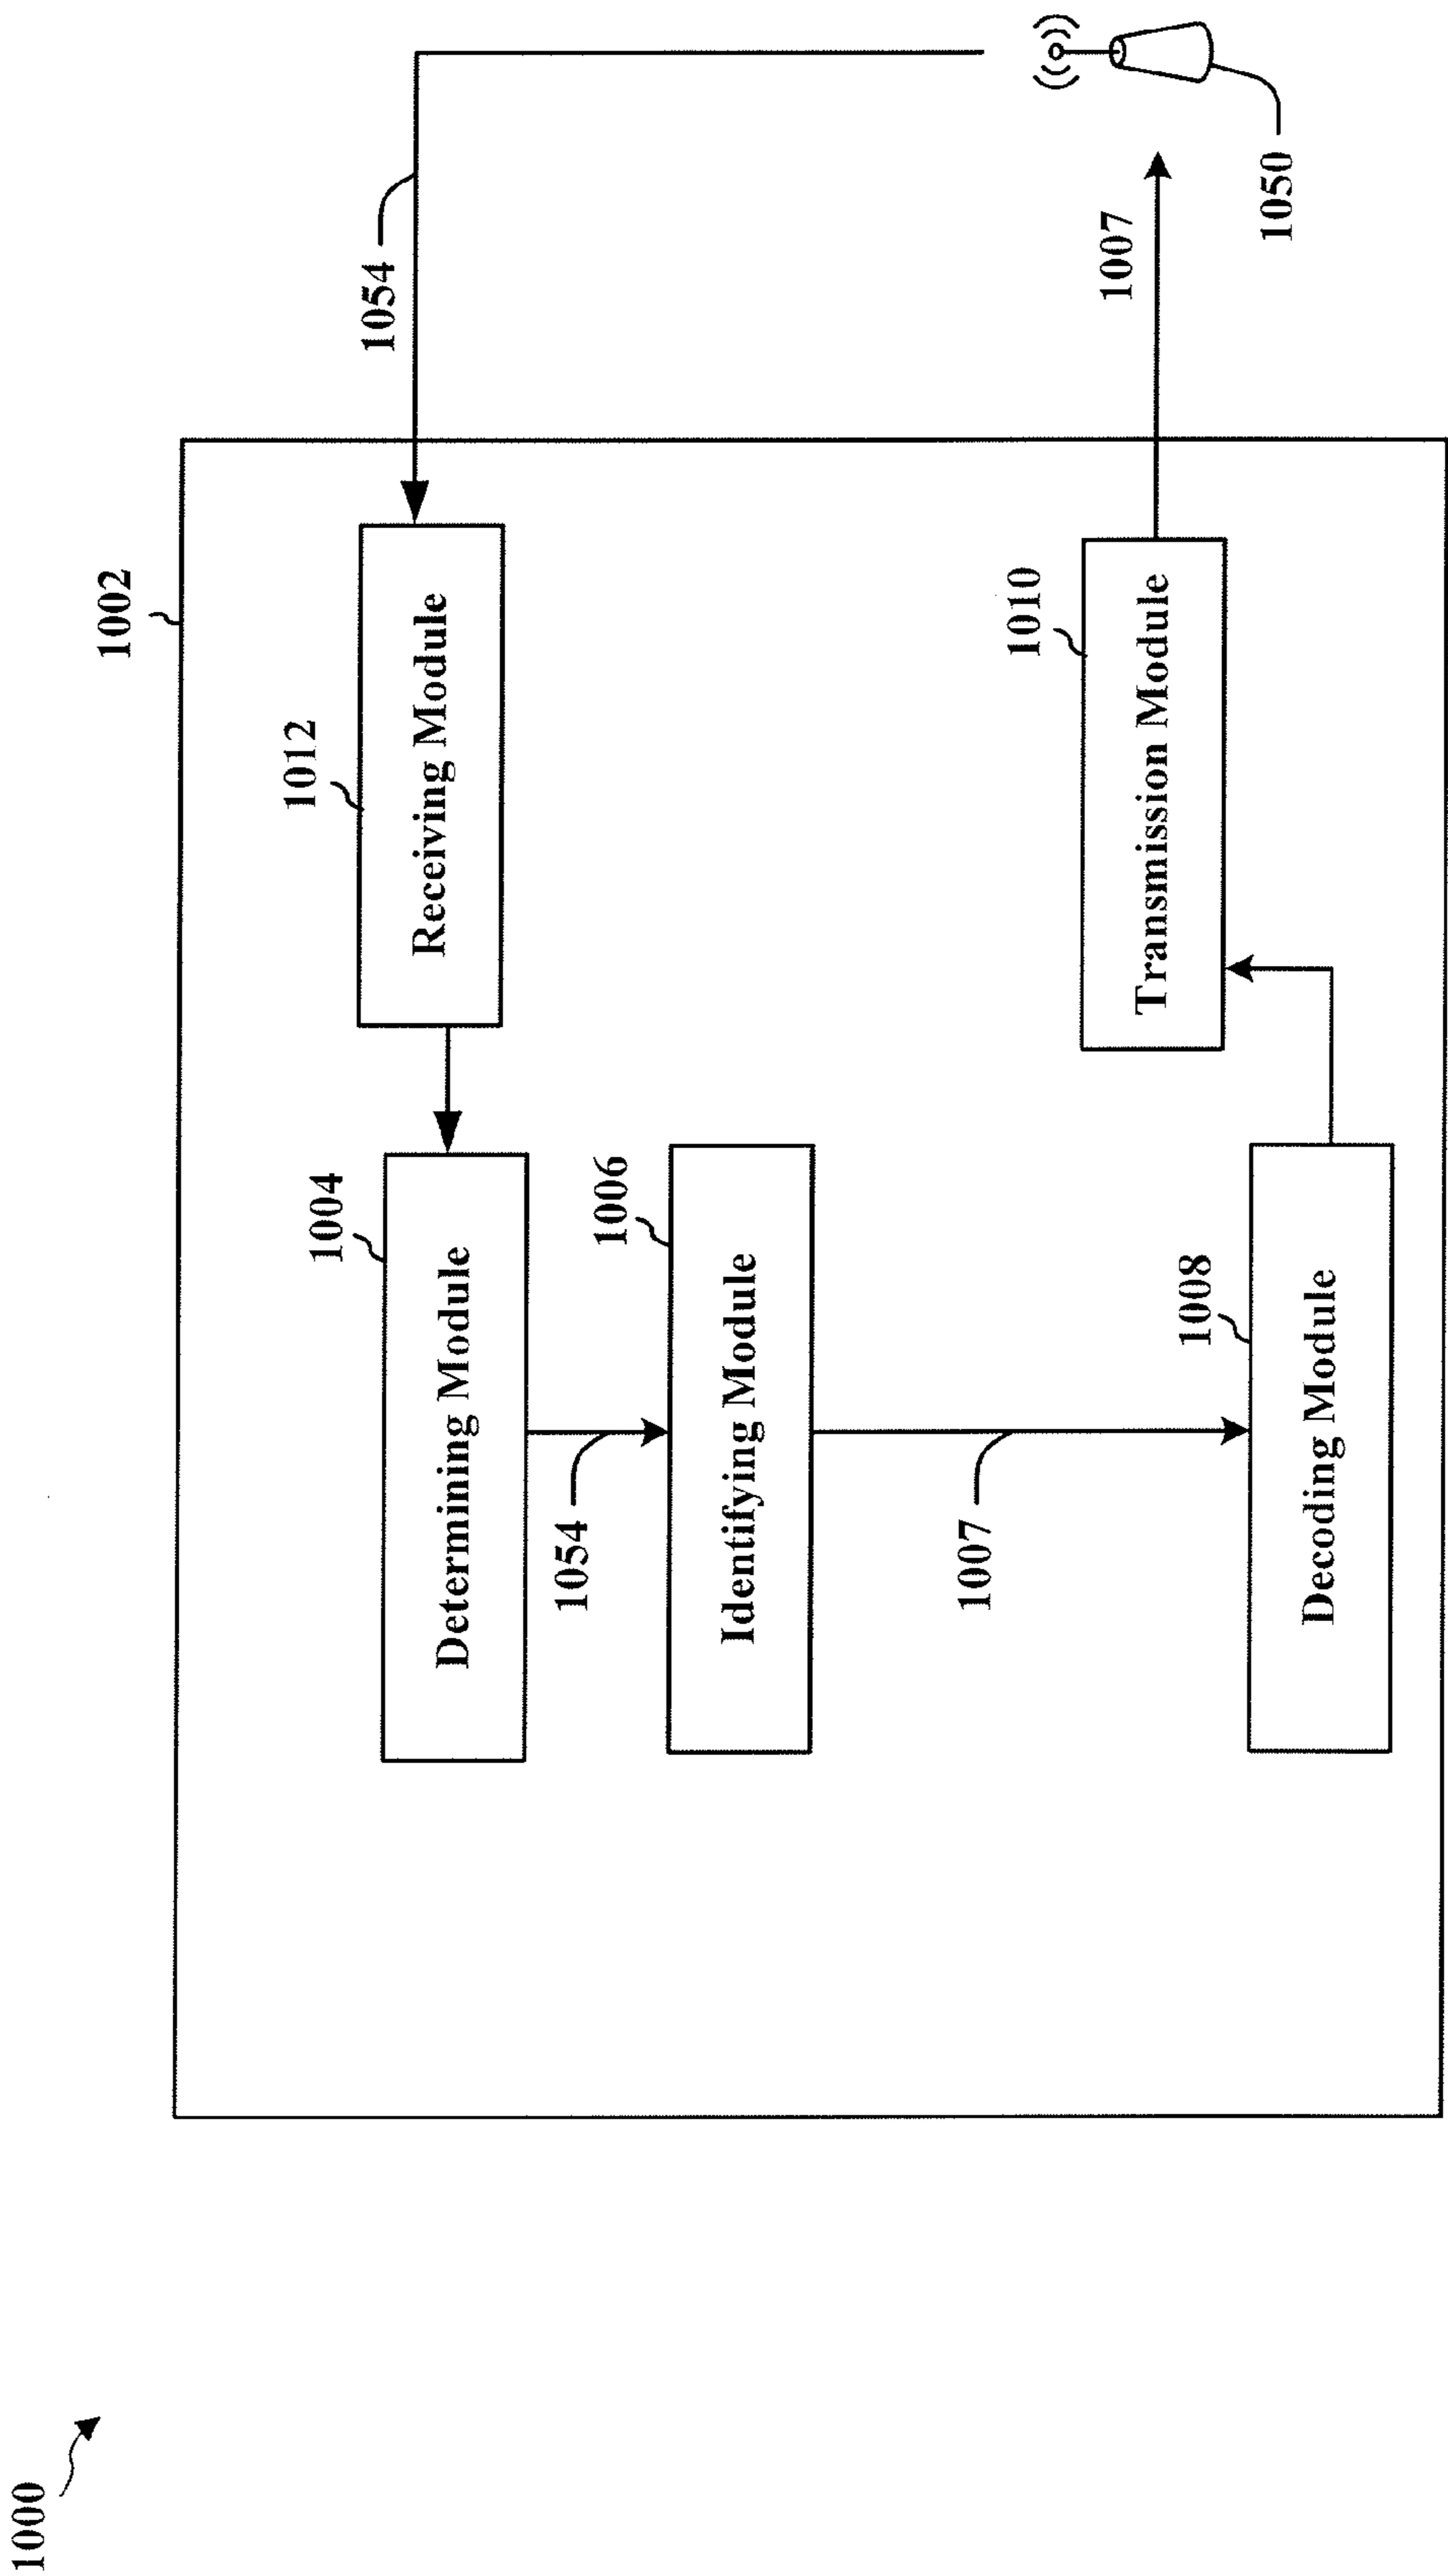 1000
1002
1012
Receiving Module
1054
1004
Determining Module
1054
1006
Identifying Module
1007
1008
Decoding Module
1010
Transmission Module
1007
1050